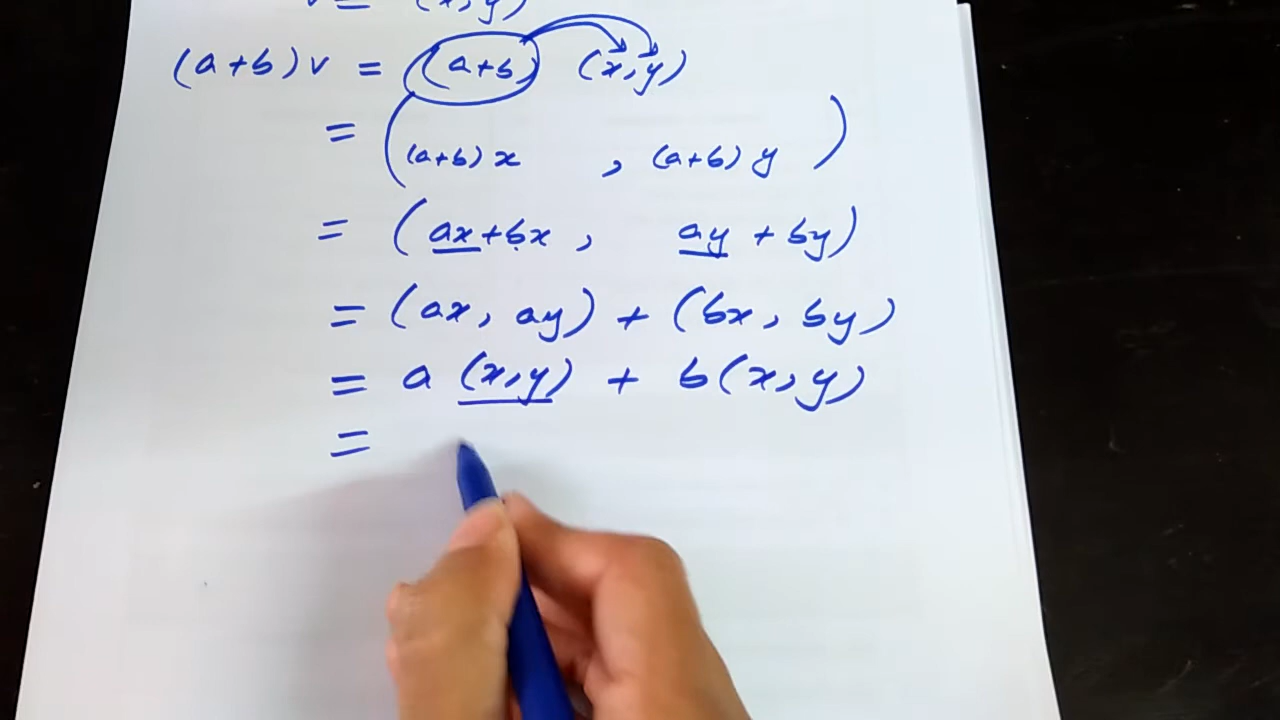 v = (x,y)
(a+b) v = (a+b) (x,y)
= ( (a+b) x , (a+b) y )
= (ax+bx , ay + by)
= (ax, ay) + (bx, by)
= a (x,y) + b(x,y)
=